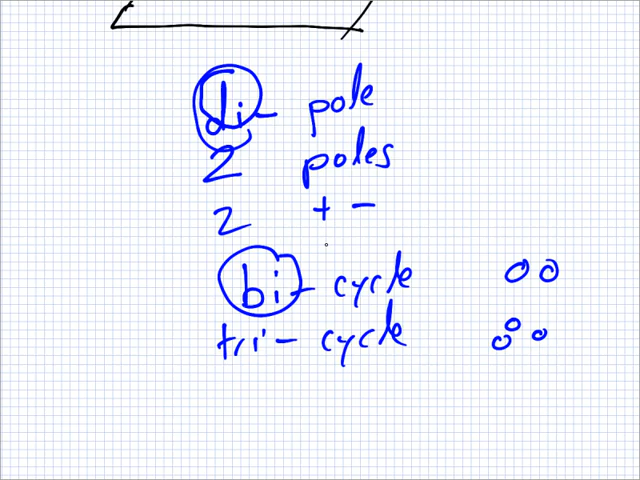 di- pole
2 poles
2 + -
bi- cycle
tri- cycle